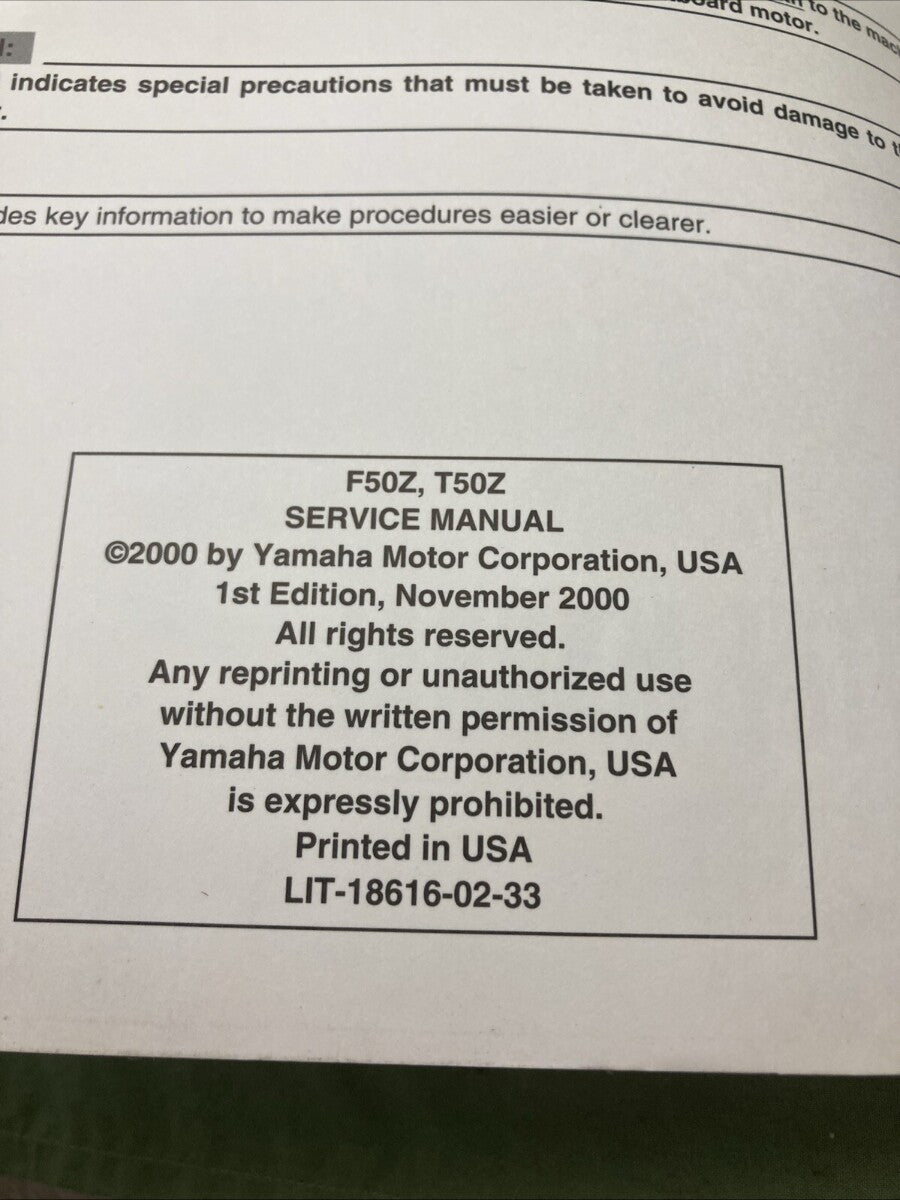 to the
board motor.
indicates special precautions that must be taken to avoid damage to
key information to make procedures easier or clearer.
F50Z, T50Z
SERVICE MANUAL
©2000 by Yamaha Motor Corporation, USA
1st Edition, November 2000
All rights reserved.
Any reprinting or unauthorized use
without the written permission of
Yamaha Motor Corporation, USA
is expressly prohibited.
Printed in USA
LIT-18616-02-33